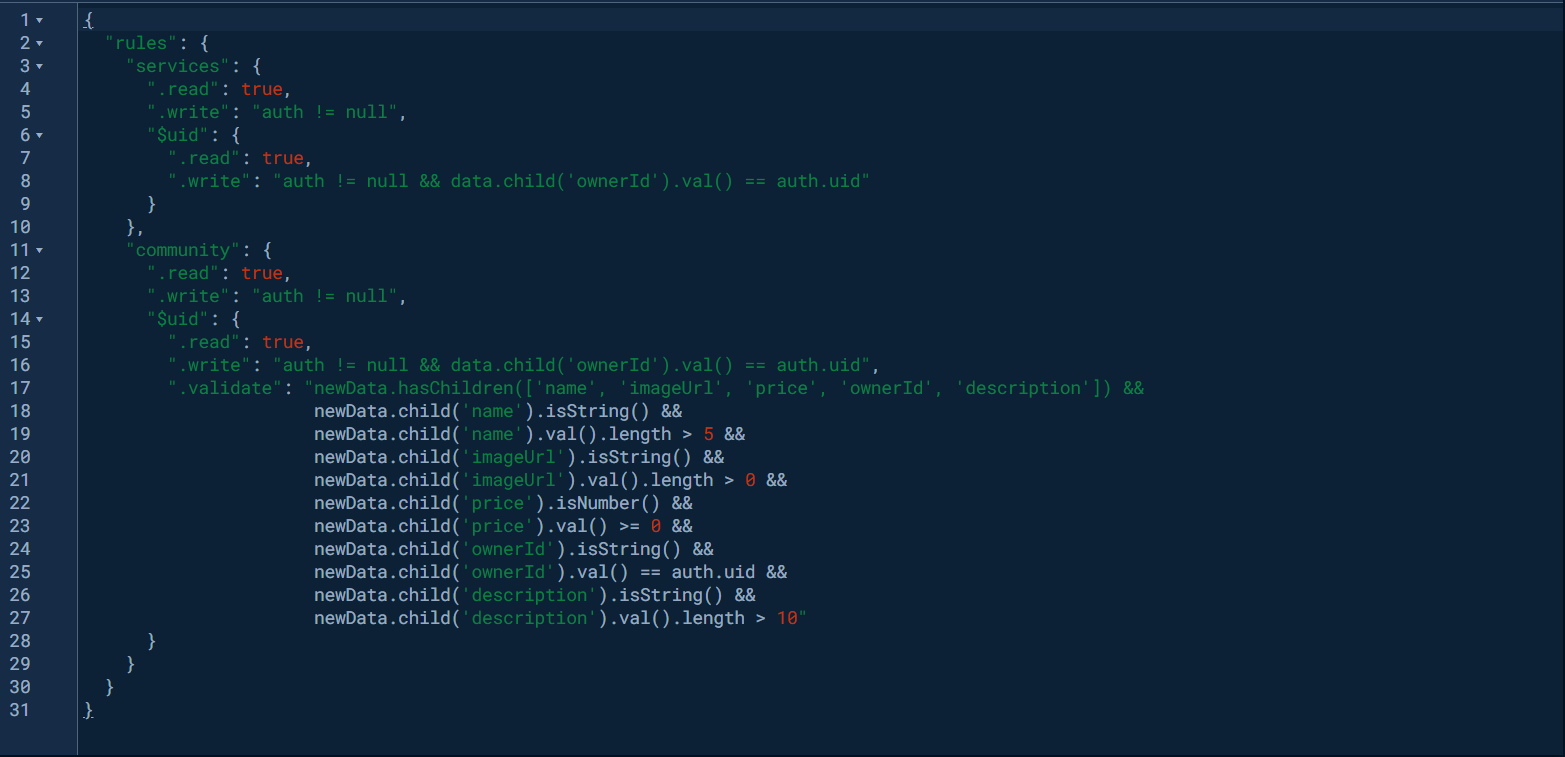 1 {
2   "rules": {
3     "services": {
4       ".read": true,
5       ".write": "auth != null",
6       "$uid": {
7         ".read": true,
8         ".write": "auth != null && data.child('ownerId').val() == auth.uid"
9       }
10     },
11     "community": {
12       ".read": true,
13       ".write": "auth != null",
14       "$uid": {
15         ".read": true,
16         ".write": "auth != null && data.child('ownerId').val() == auth.uid",
17         ".validate": "newData.hasChildren(['name', 'imageUrl', 'price', 'ownerId', 'description']) &&
18                       newData.child('name').isString() &&
19                       newData.child('name').val().length > 5 &&
20                       newData.child('imageUrl').isString() &&
21                       newData.child('imageUrl').val().length > 0 &&
22                       newData.child('price').isNumber() &&
23                       newData.child('price').val() >= 0 &&
24                       newData.child('ownerId').isString() &&
25                       newData.child('ownerId').val() == auth.uid &&
26                       newData.child('description').isString() &&
27                       newData.child('description').val().length > 10"
28       }
29     }
30   }
31 }